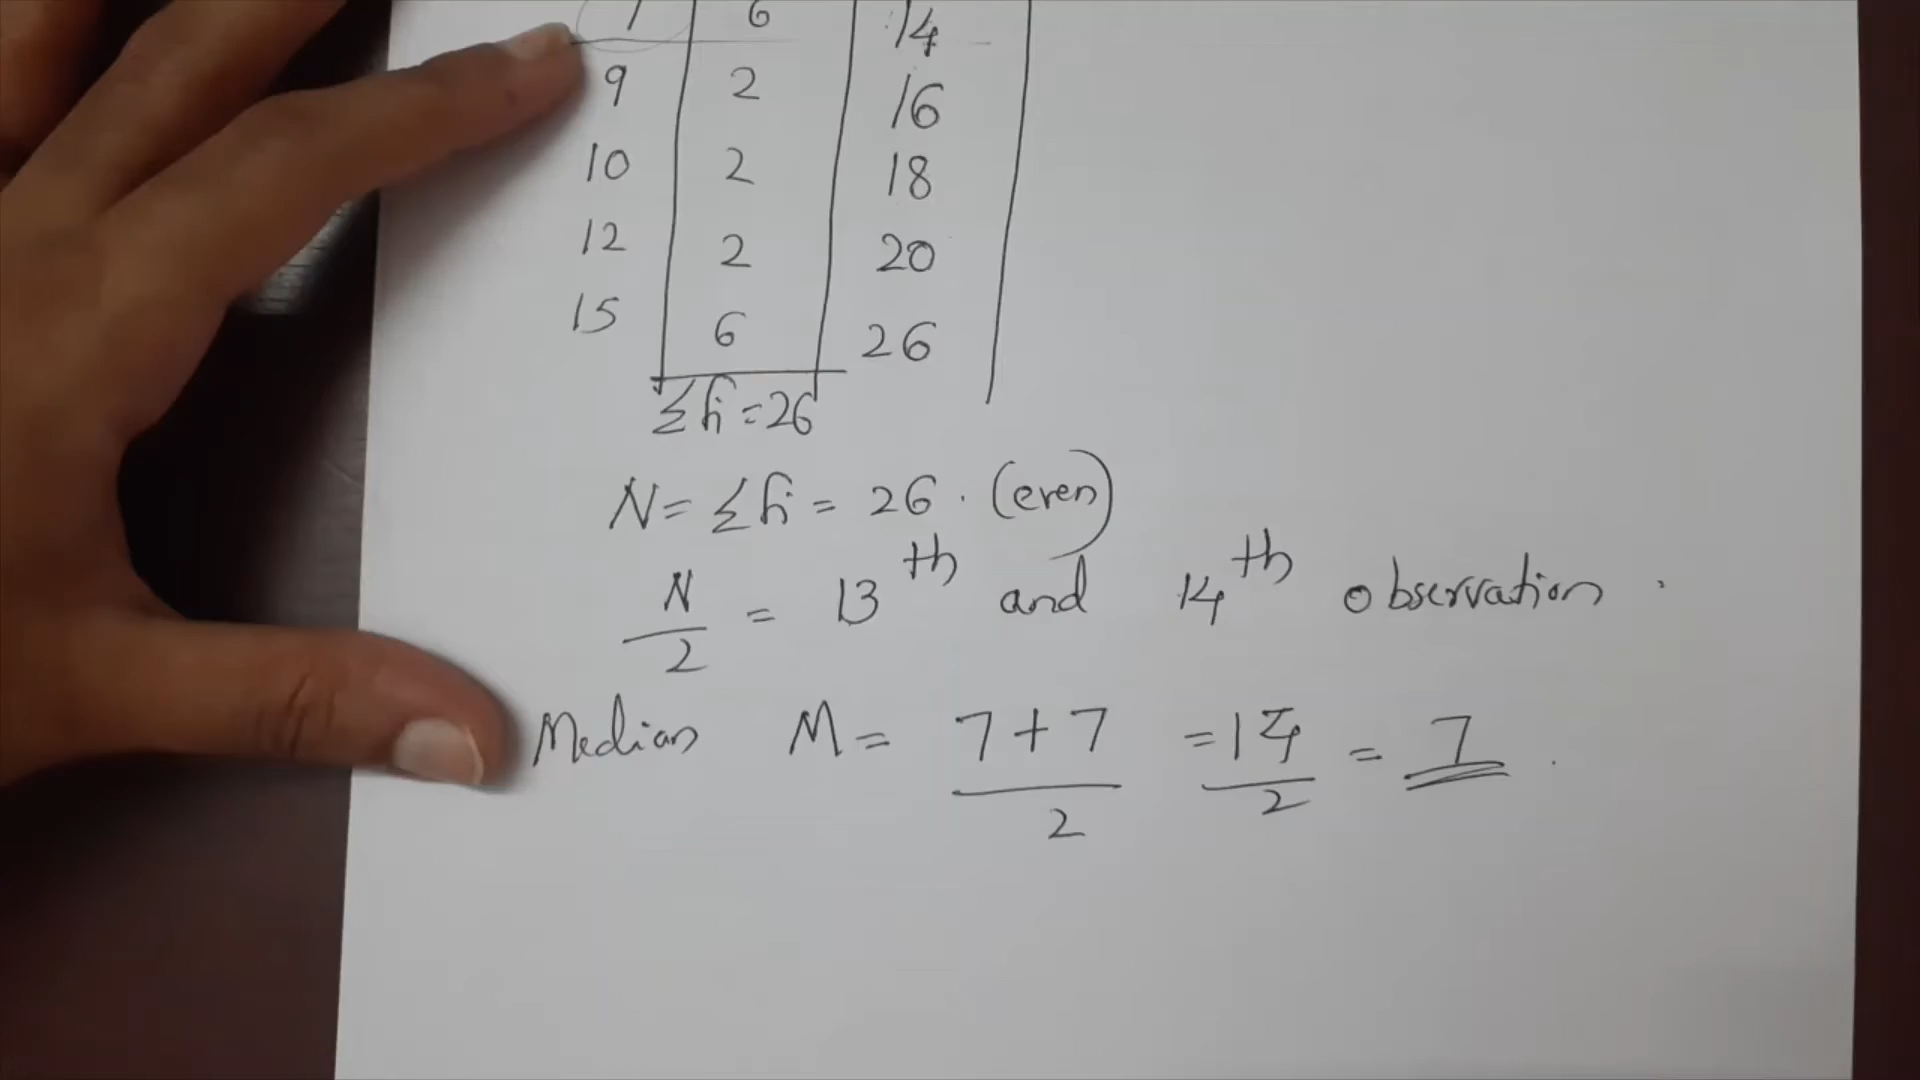 7 6 14
9 2 16
10 2 18
12 2 20
15 6 26
Σfi = 26
N = Σfi = 26. (even)
N/2 = 13th and 14th observation.
Median M = 7+7/2 = 14/2 = 7.